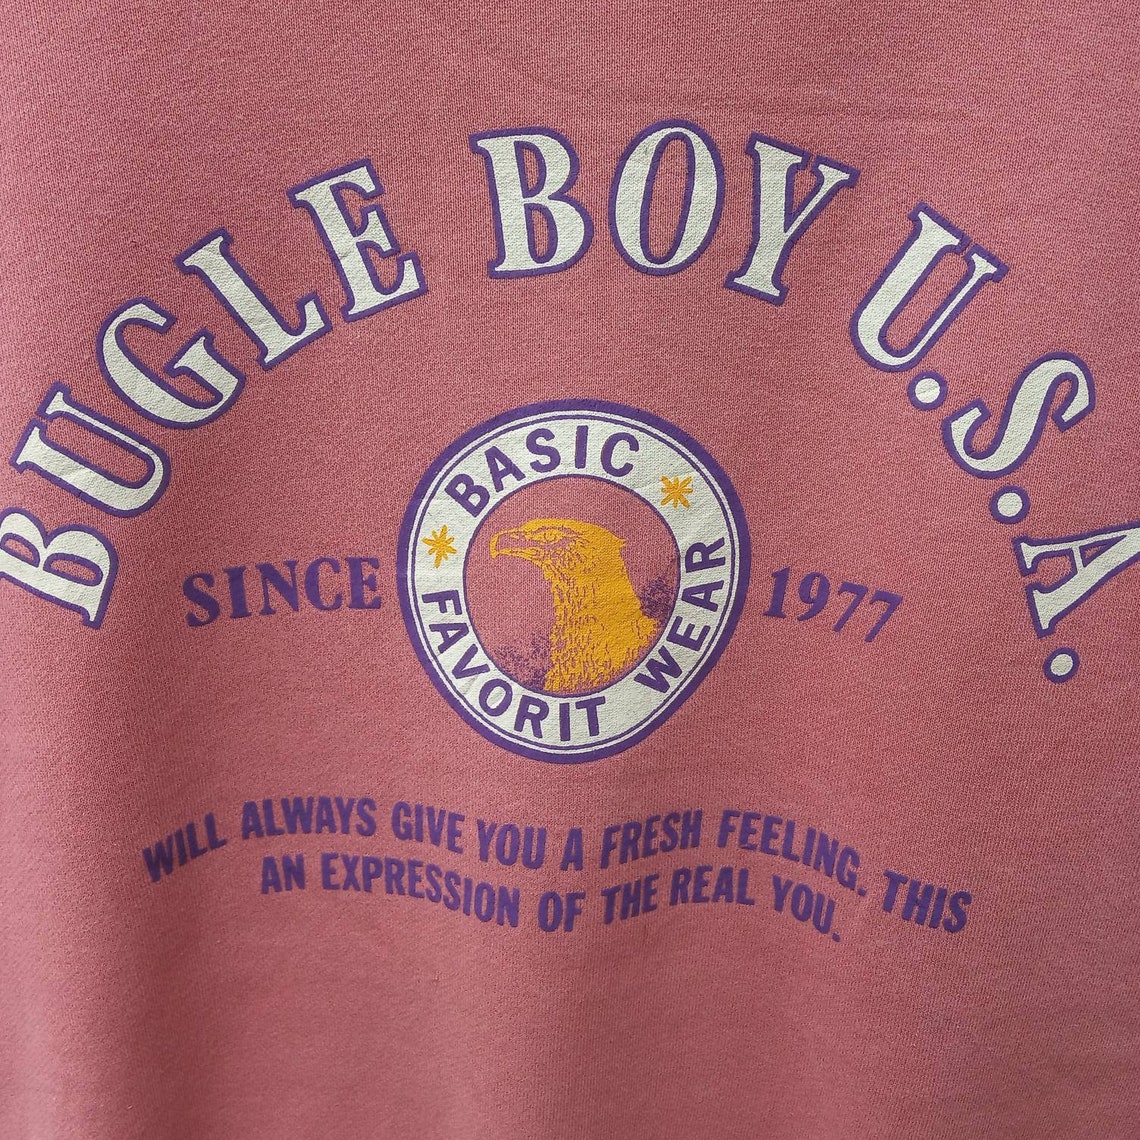 BUGLE BOY U.S.A.
BASIC
FAVORIT WEAR
SINCE 1977
WILL ALWAYS GIVE YOU A FRESH FEELING. THIS
AN EXPRESSION OF THE REAL YOU.